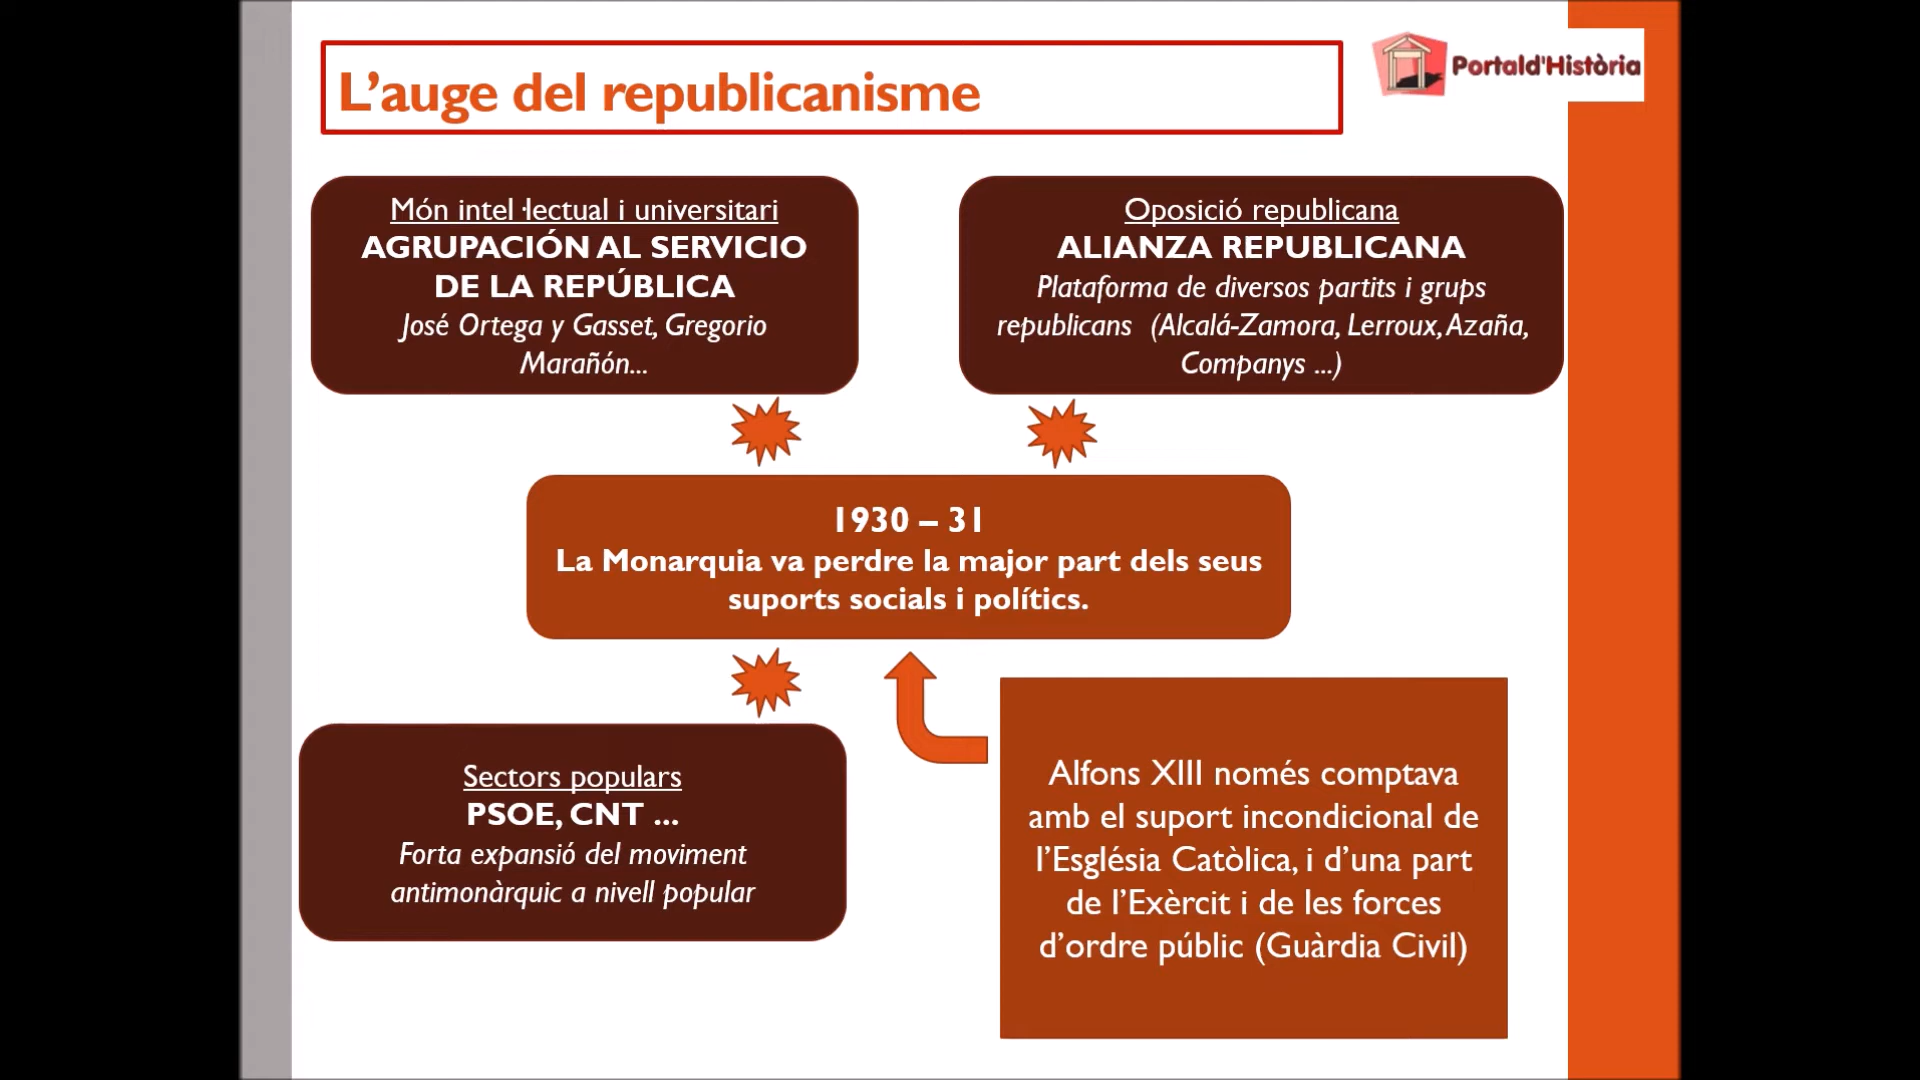 L’auge del republicanisme
Portald'Història
Món intel·lectual i universitari
AGRUPACIÓN AL SERVICIO
DE LA REPÚBLICA
José Ortega y Gasset, Gregorio
Marañón...
Oposició republicana
ALIANZA REPUBLICANA
Plataforma de diversos partits i grups
republicans (Alcalá-Zamora, Lerroux, Azaña,
Companys ...)
1930 – 31
La Monarquia va perdre la major part dels seus
suports socials i polítics.
Sectors populars
PSOE, CNT ...
Forta expansió del moviment
antimonàrquic a nivell popular
Alfons XIII només comptava
amb el suport incondicional de
l’Església Catòlica, i d’una part
de l’Exèrcit i de les forces
d’ordre públic (Guàrdia Civil)